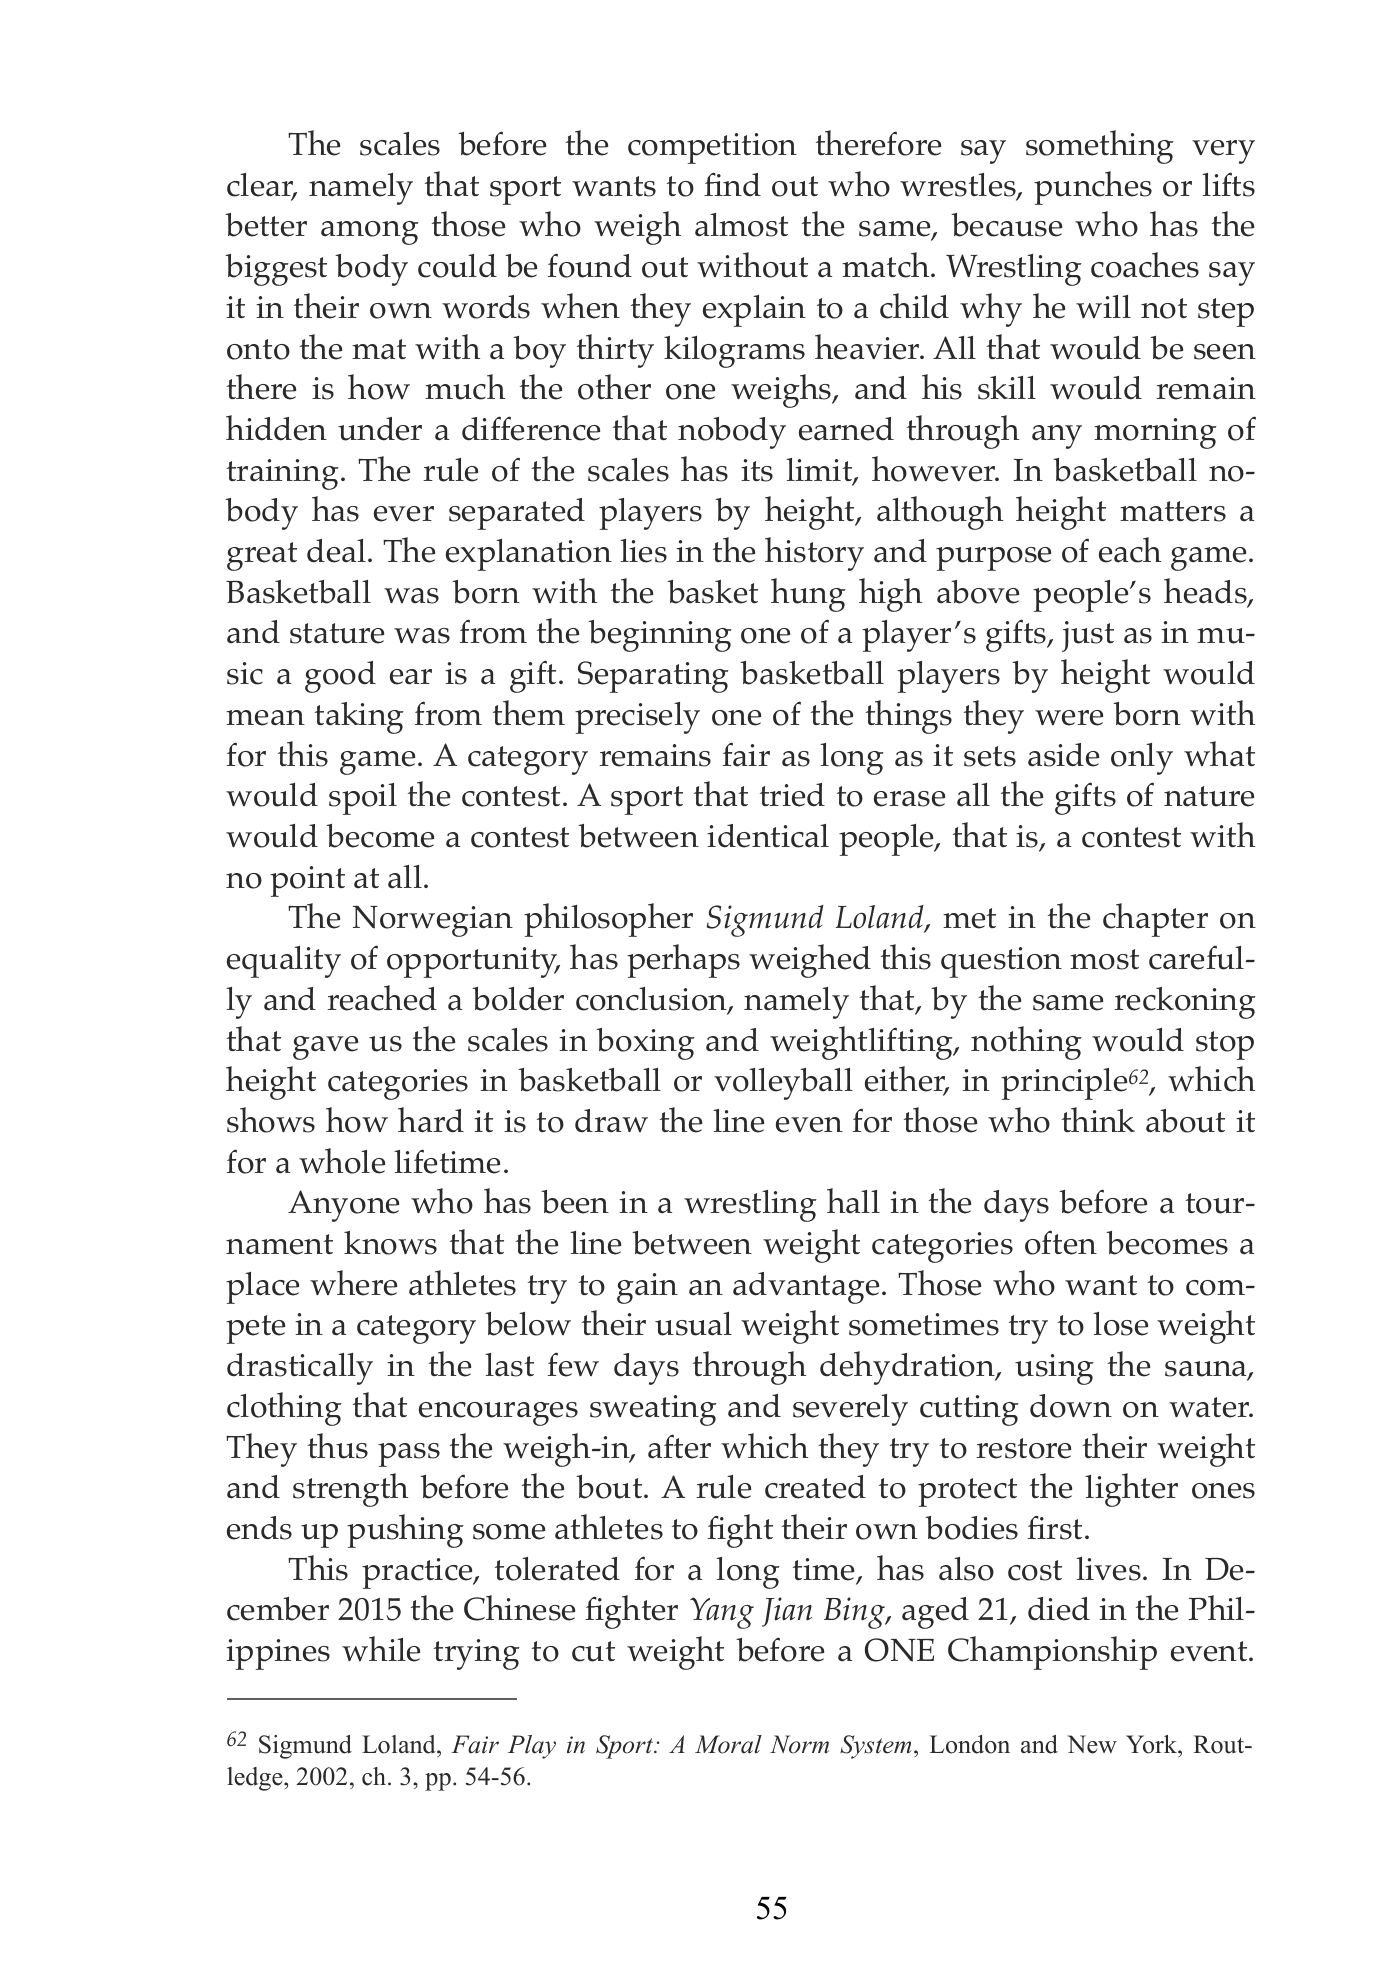 The scales before the competition therefore say something very
clear, namely that sport wants to find out who wrestles, punches or lifts
better among those who weigh almost the same, because who has the
biggest body could be found out without a match. Wrestling coaches say
it in their own words when they explain to a child why he will not step
onto the mat with a boy thirty kilograms heavier. All that would be seen
there is how much the other one weighs, and his skill would remain
hidden under a difference that nobody earned through any morning of
training. The rule of the scales has its limit, however. In basketball no-
body has ever separated players by height, although height matters a
great deal. The explanation lies in the history and purpose of each game.
Basketball was born with the basket hung high above people’s heads,
and stature was from the beginning one of a player’s gifts, just as in mu-
sic a good ear is a gift. Separating basketball players by height would
mean taking from them precisely one of the things they were born with
for this game. A category remains fair as long as it sets aside only what
would spoil the contest. A sport that tried to erase all the gifts of nature
would become a contest between identical people, that is, a contest with
no point at all.
The Norwegian philosopher Sigmund Loland, met in the chapter on
equality of opportunity, has perhaps weighed this question most careful-
ly and reached a bolder conclusion, namely that, by the same reckoning
that gave us the scales in boxing and weightlifting, nothing would stop
height categories in basketball or volleyball either, in principle62, which
shows how hard it is to draw the line even for those who think about it
for a whole lifetime.
Anyone who has been in a wrestling hall in the days before a tour-
nament knows that the line between weight categories often becomes a
place where athletes try to gain an advantage. Those who want to com-
pete in a category below their usual weight sometimes try to lose weight
drastically in the last few days through dehydration, using the sauna,
clothing that encourages sweating and severely cutting down on water.
They thus pass the weigh-in, after which they try to restore their weight
and strength before the bout. A rule created to protect the lighter ones
ends up pushing some athletes to fight their own bodies first.
This practice, tolerated for a long time, has also cost lives. In De-
cember 2015 the Chinese fighter Yang Jian Bing, aged 21, died in the Phil-
ippines while trying to cut weight before a ONE Championship event.
62 Sigmund Loland, Fair Play in Sport: A Moral Norm System, London and New York, Rout-
ledge, 2002, ch. 3, pp. 54-56.
55